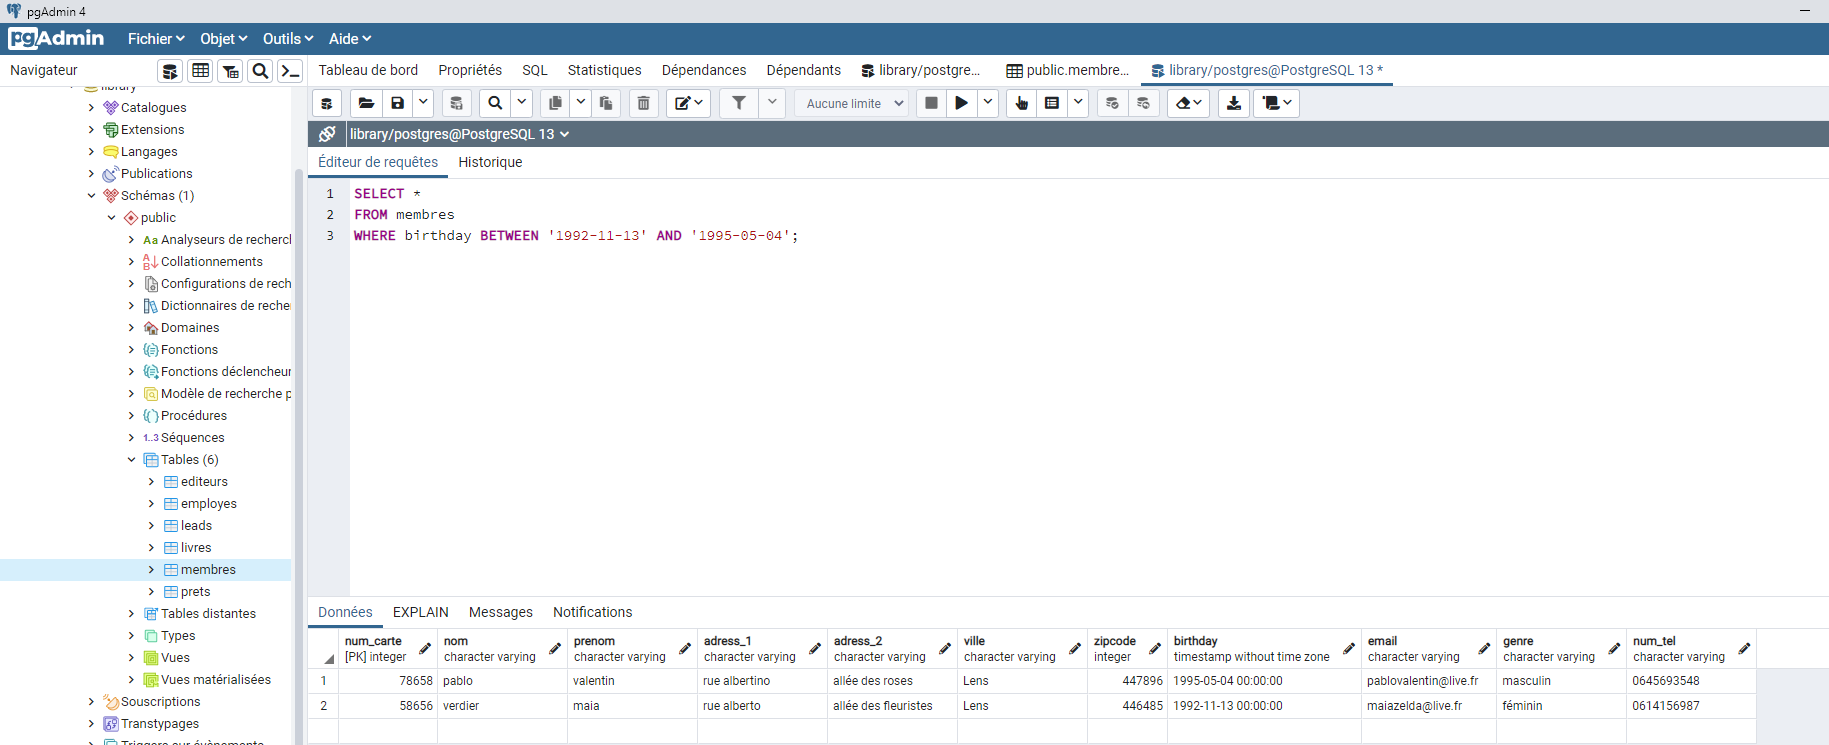 pgAdmin 4
pgAdmin Fichier Objet Outils Aide
Navigateur
Tableau de bord Propriétés SQL Statistiques Dépendances Dépendants library/postgre... public.membre... library/postgres@PostgreSQL 13 *
library
Catalogues
Extensions
Langages
Publications
Schémas (1)
public
Aa Analyseurs de recherch
Collationnements
Configurations de rech
Dictionnaires de reche
Domaines
Fonctions
Fonctions déclencheur
Modèle de recherche p
Procédures
1..3 Séquences
Tables (6)
editeurs
employes
leads
livres
membres
prets
Tables distantes
Types
Vues
Vues matérialisées
Souscriptions
Transtypages
Triggers sur évènements
Aucune limite
library/postgres@PostgreSQL 13
Éditeur de requêtes Historique
1 SELECT *
2 FROM membres
3 WHERE birthday BETWEEN '1992-11-13' AND '1995-05-04';
Données EXPLAIN Messages Notifications
num_carte nom prenom adress_1 adress_2 ville zipcode birthday email genre num_tel
[PK] integer character varying character varying character varying character varying character varying integer timestamp without time zone character varying character varying character varying
1 78658 pablo valentin rue albertino allée des roses Lens 447896 1995-05-04 00:00:00 pablovalentin@live.fr masculin 0645693548
2 58656 verdier maia rue alberto allée des fleuristes Lens 446485 1992-11-13 00:00:00 maiazelda@live.fr féminin 0614156987